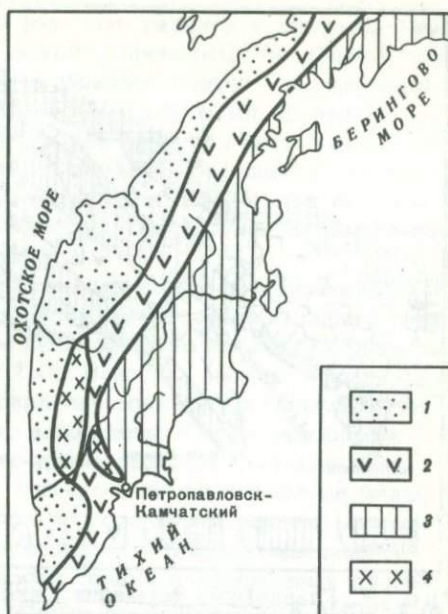 БЕРИНГОВО
МОРЕ
ОХОТСКОЕ МОРЕ
1
2
3
4
Петропавловск-
Камчатский
ТИХИЙ
ОКЕАН